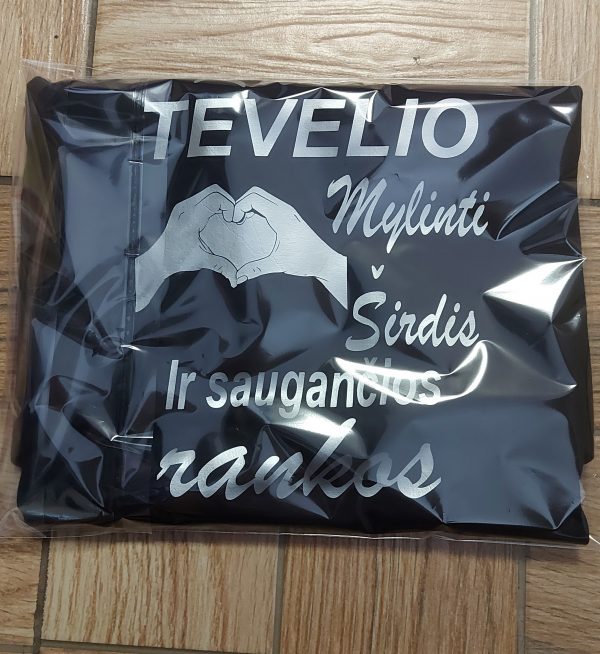 TEVELIO
Mylinti
Širdis
Ir saugančios
rankos